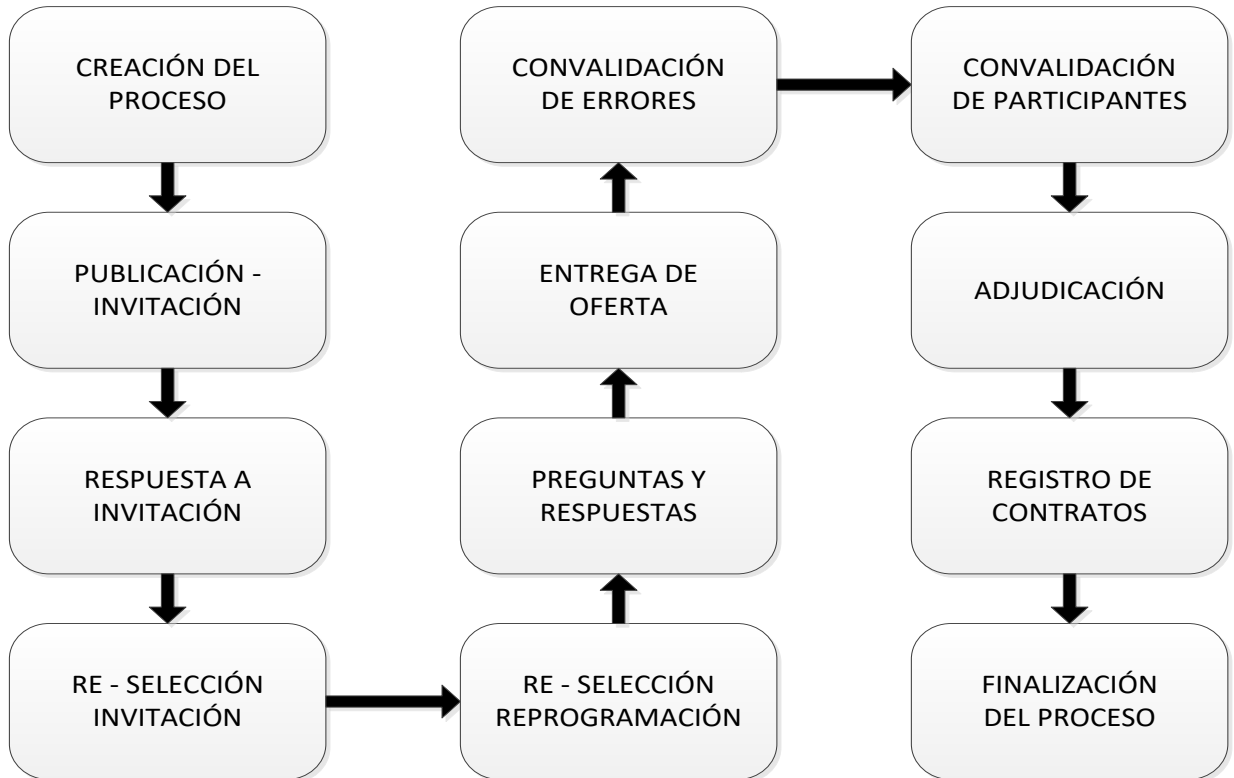 CREACIÓN DEL
PROCESO
PUBLICACIÓN -
INVITACIÓN
RESPUESTA A
INVITACIÓN
RE - SELECCIÓN
INVITACIÓN
RE - SELECCIÓN
REPROGRAMACIÓN
PREGUNTAS Y
RESPUESTAS
ENTREGA DE
OFERTA
CONVALIDACIÓN
DE ERRORES
CONVALIDACIÓN
DE PARTICIPANTES
ADJUDICACIÓN
REGISTRO DE
CONTRATOS
FINALIZACIÓN
DEL PROCESO